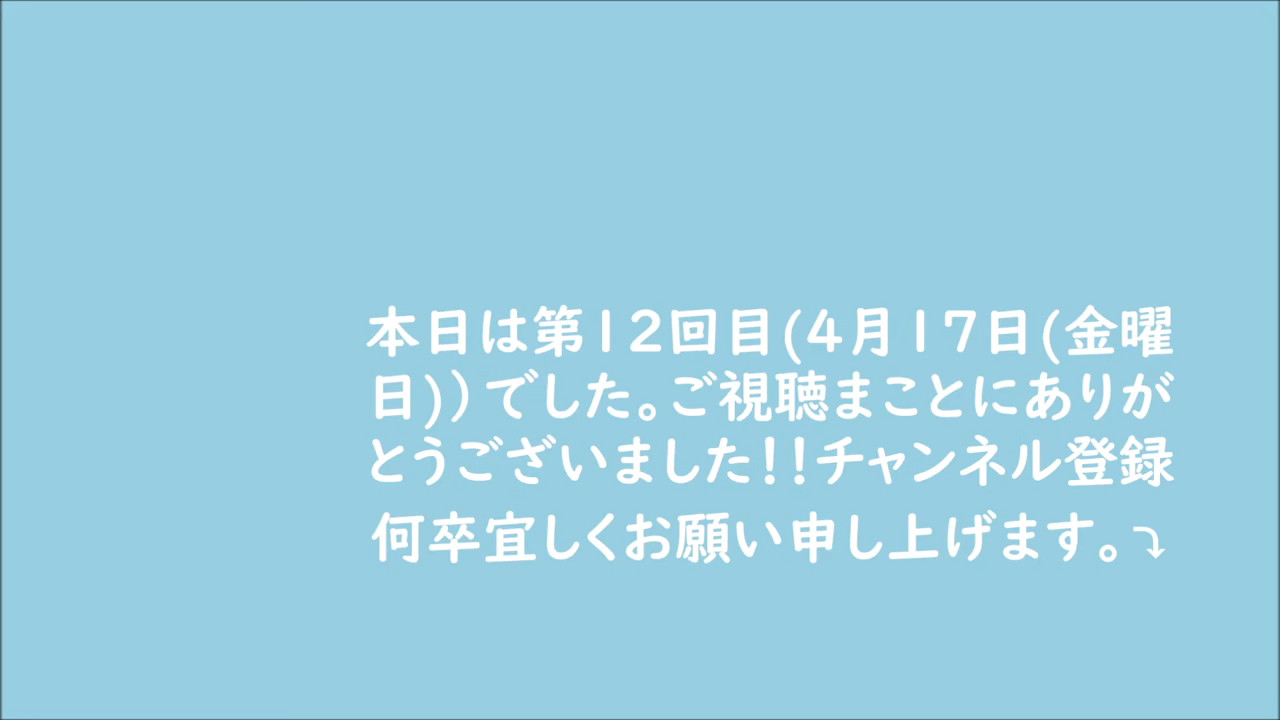 本日は第12回目(4月17日(金曜
日)）でした。ご視聴まことにありが
とうございました！！チャンネル登録
何卒宜しくお願い申し上げます。⤵